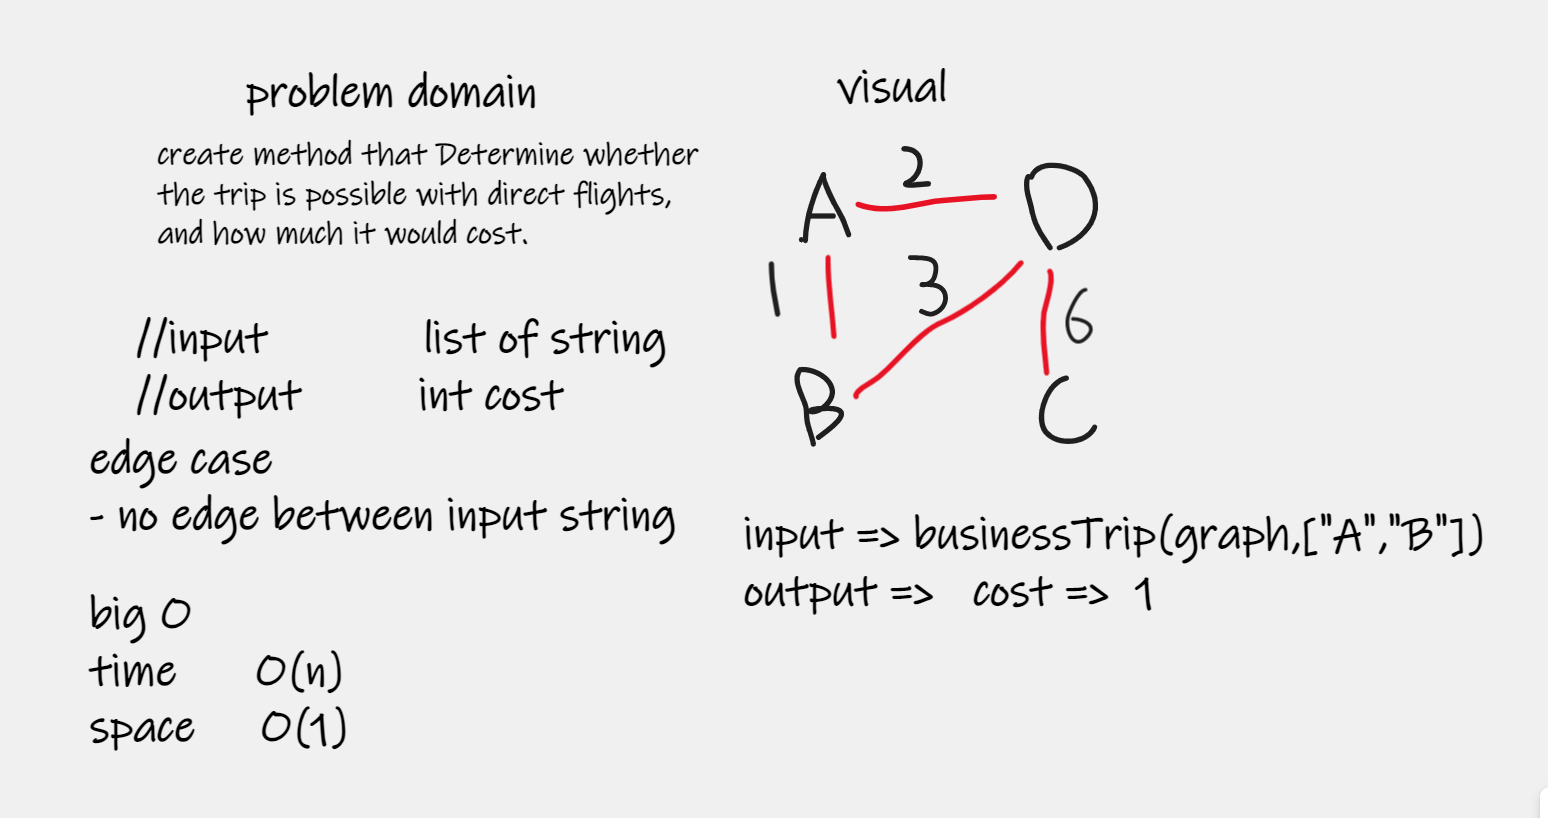 problem domain
create method that Determine whether
the trip is possible with direct flights,
and how much it would cost.
//input list of string
//output int cost
edge case
- no edge between input string
big O
time O(n)
space O(1)
visual
A 2 D
1 3 6
B C
input => businessTrip(graph,["A","B"])
output => cost => 1